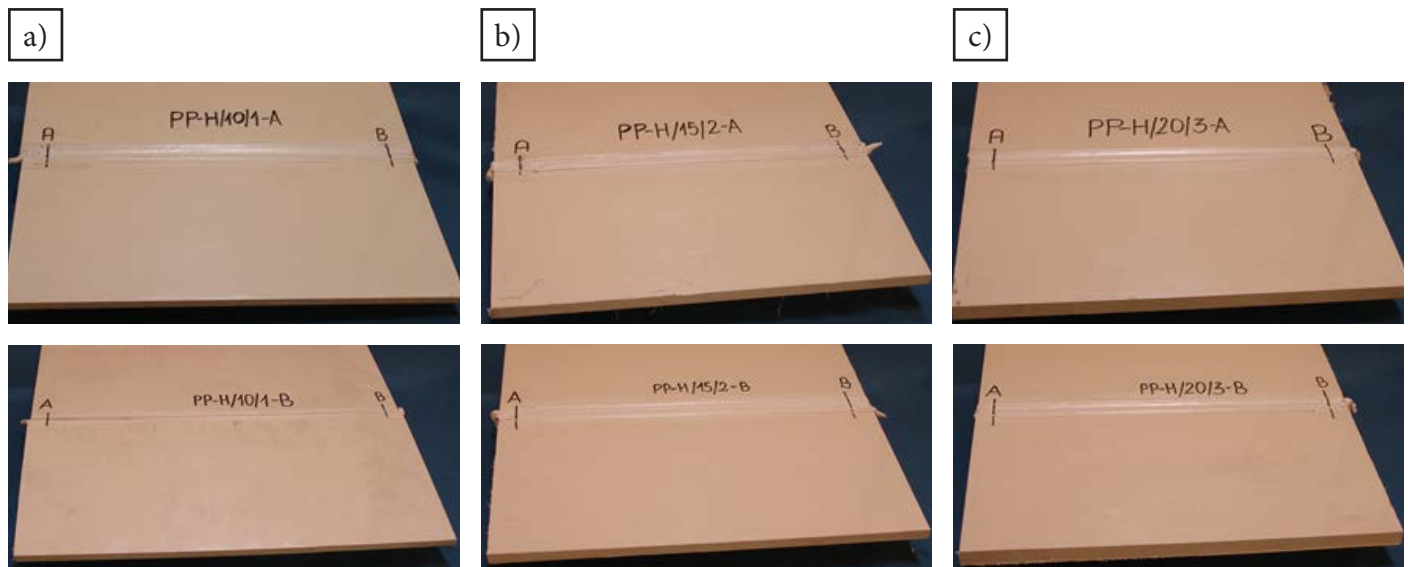 a)
b)
c)
PP-H/10/1-A
A
B
PP-H/15/2-A
A
B
PP-H/20/3-A
A
B
PP-H/10/1-B
A
B
PP-H/15/2-B
A
B
PP-H/20/3-B
A
B